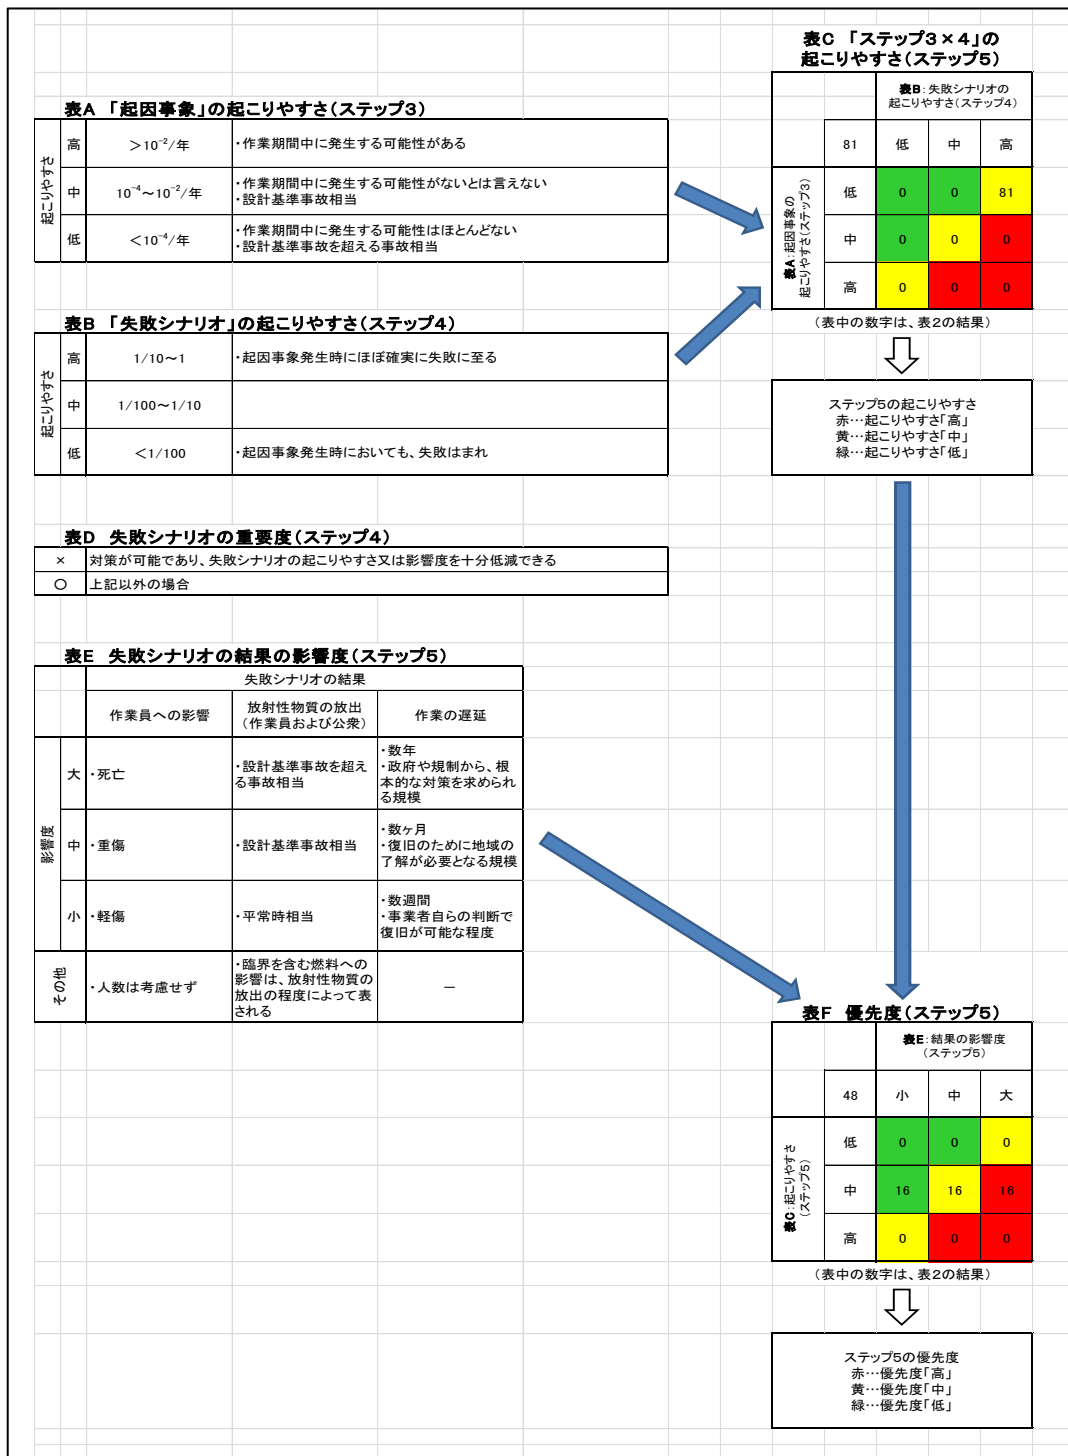 表C 「ステップ3×4」の
起こりやすさ(ステップ5)
表B:失敗シナリオの
起こりやすさ(ステップ4)
81 低 中 高
表A:起因事象の
起こりやすさ(ステップ3)
低 0 0 81
中 0 0 0
高 0 0 0
(表中の数字は、表2の結果)
ステップ5の起こりやすさ
赤…起こりやすさ「高」
黄…起こりやすさ「中」
緑…起こりやすさ「低」
表A 「起因事象」の起こりやすさ(ステップ3)
起こりやすさ
高 >10⁻²/年 ・作業期間中に発生する可能性がある
中 10⁻⁴~10⁻²/年 ・作業期間中に発生する可能性がないとは言えない
・設計基準事故相当
低 <10⁻⁴/年 ・作業期間中に発生する可能性はほとんどない
・設計基準事故を超える事故相当
表B 「失敗シナリオ」の起こりやすさ(ステップ4)
起こりやすさ
高 1/10~1 ・起因事象発生時にほぼ確実に失敗に至る
中 1/100~1/10
低 <1/100 ・起因事象発生時においても、失敗はまれ
表D 失敗シナリオの重要度(ステップ4)
× 対策が可能であり、失敗シナリオの起こりやすさ又は影響度を十分低減できる
○ 上記以外の場合
表E 失敗シナリオの結果の影響度(ステップ5)
失敗シナリオの結果
作業員への影響
放射性物質の放出
(作業員および公衆)
作業の遅延
影響度
大
・死亡
・設計基準事故を超え
る事故相当
・数年
・政府や規制から、根
本的な対策を求められ
る規模
中
・重傷
・設計基準事故相当
・数ヶ月
・復旧のために地域の
了解が必要となる規模
小
・軽傷
・平常時相当
・数週間
・事業者自らの判断で
復旧が可能な程度
その他
・人数は考慮せず
・臨界を含む燃料への
影響は、放射性物質の
放出の程度によって表
される
—
表F 優先度(ステップ5)
表E:結果の影響度
(ステップ5)
48 小 中 大
表C:起こりやすさ
(ステップ5)
低 0 0 0
中 16 16 16
高 0 0 0
(表中の数字は、表2の結果)
ステップ5の優先度
赤…優先度「高」
黄…優先度「中」
緑…優先度「低」